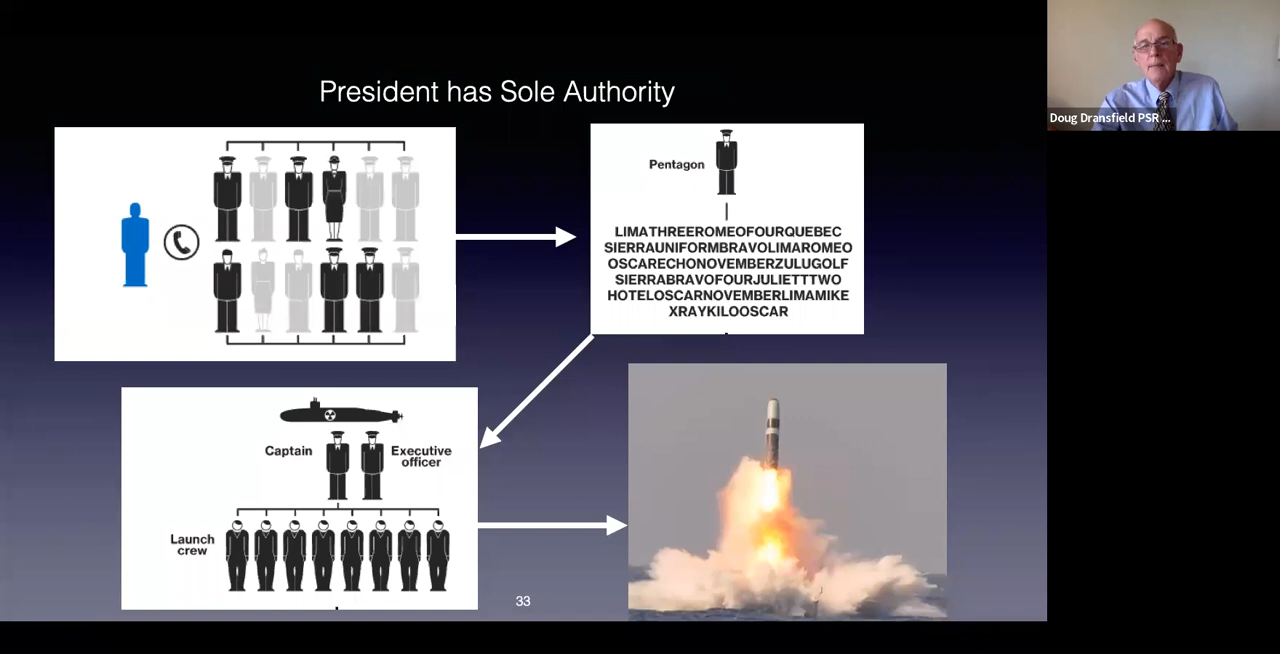 President has Sole Authority
Doug Dransfield PSR ...
Pentagon
LIMATHREEROMEOFOURQUEBEC
SIERRAUNIFORMBRAVOLIMAROMEO
OSCARECHONOVEMBERZULUGOLF
SIERRABRAVOFOURJULIETTTWO
HOTELOSCARNOVEMBERLIMAMIKE
XRAYKILOOSCAR
Captain
Executive
officer
Launch
crew
33